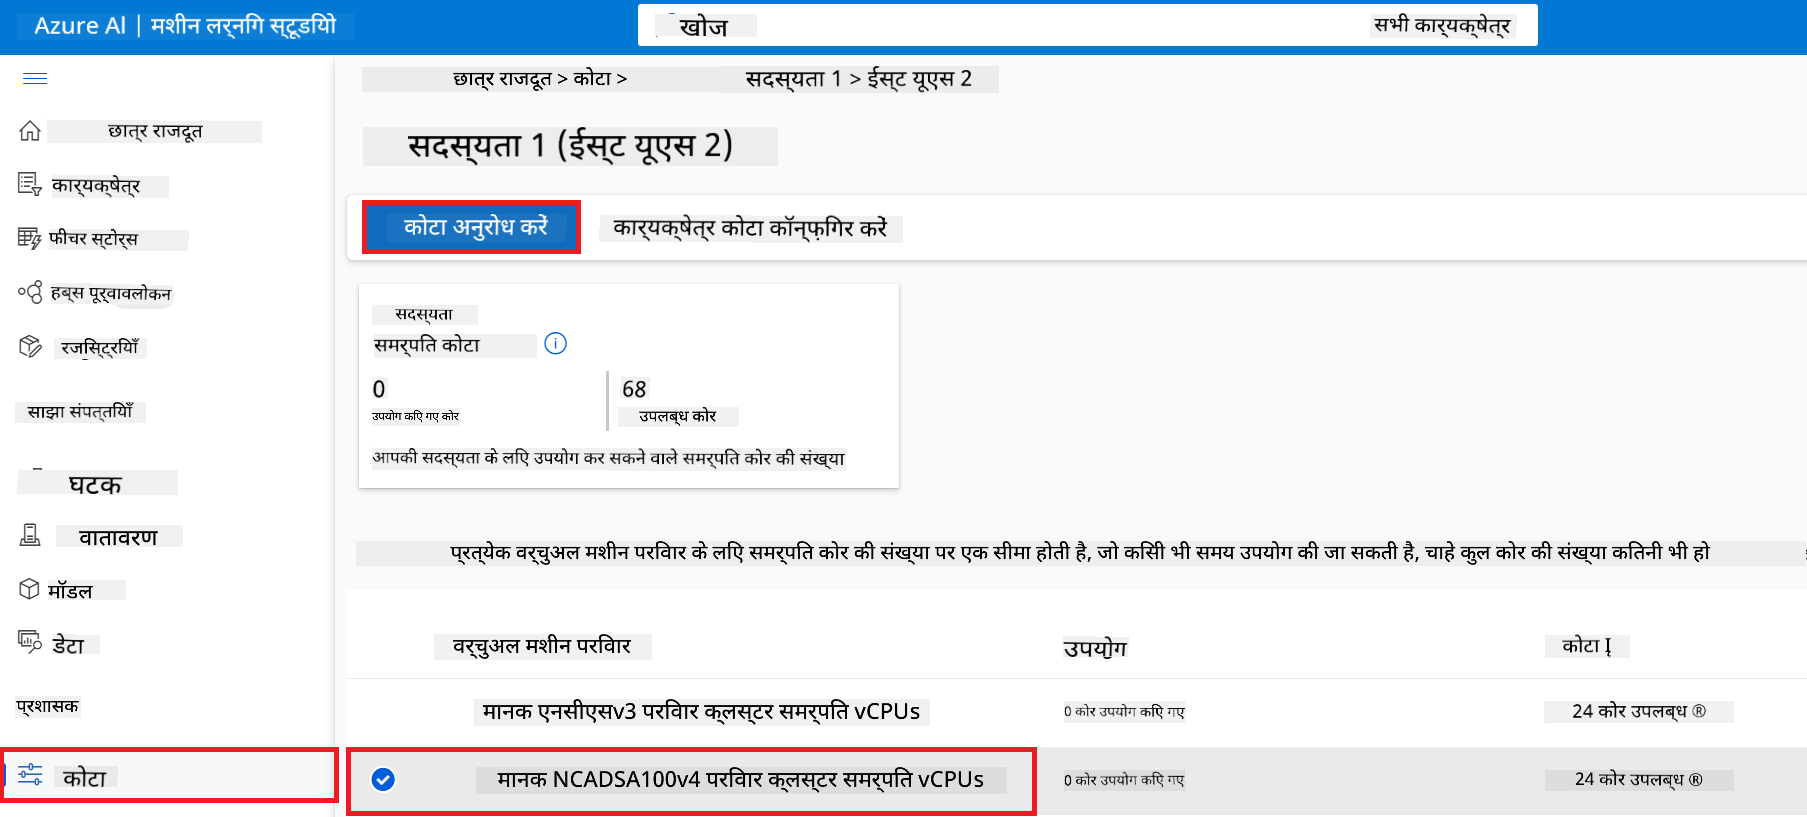 Azure AI | मशीन लर्निंग स्टूडियो
खोज
सभी कार्यक्षेत्र
छात्र राजदूत > कोटा > सदस्यता 1 > ईस्ट यूएस 2
छात्र राजदूत
सदस्यता 1 (ईस्ट यूएस 2)
कार्यक्षेत्र
कोटा अनुरोध करें
कार्यक्षेत्र कोटा कॉन्फ़िगर करें
फीचर स्टोर्स
हब्स पूर्वावलोकन
रजिस्ट्रियाँ
साझा संपत्तियाँ
घटक
वातावरण
मॉडल
डेटा
प्रशासक
कोटा
सदस्यता
समर्पित कोटा
0
उपयोग किए गए कोर
68
उपलब्ध कोर
आपकी सदस्यता के लिए उपयोग कर सकने वाले समर्पित कोर की संख्या
प्रत्येक वर्चुअल मशीन परिवार के लिए समर्पित कोर की संख्या पर एक सीमा होती है, जो किसी भी समय उपयोग की जा सकती है, चाहे कुल कोर की संख्या कितनी भी हो
वर्चुअल मशीन परिवार
उपयोग
कोटा
मानक एनसीएसv3 परिवार क्लस्टर समर्पित vCPUs
0 कोर उपयोग किए गए
24 कोर उपलब्ध ®
मानक NCADSA100v4 परिवार क्लस्टर समर्पित vCPUs
0 कोर उपयोग किए गए
24 कोर उपलब्ध ®